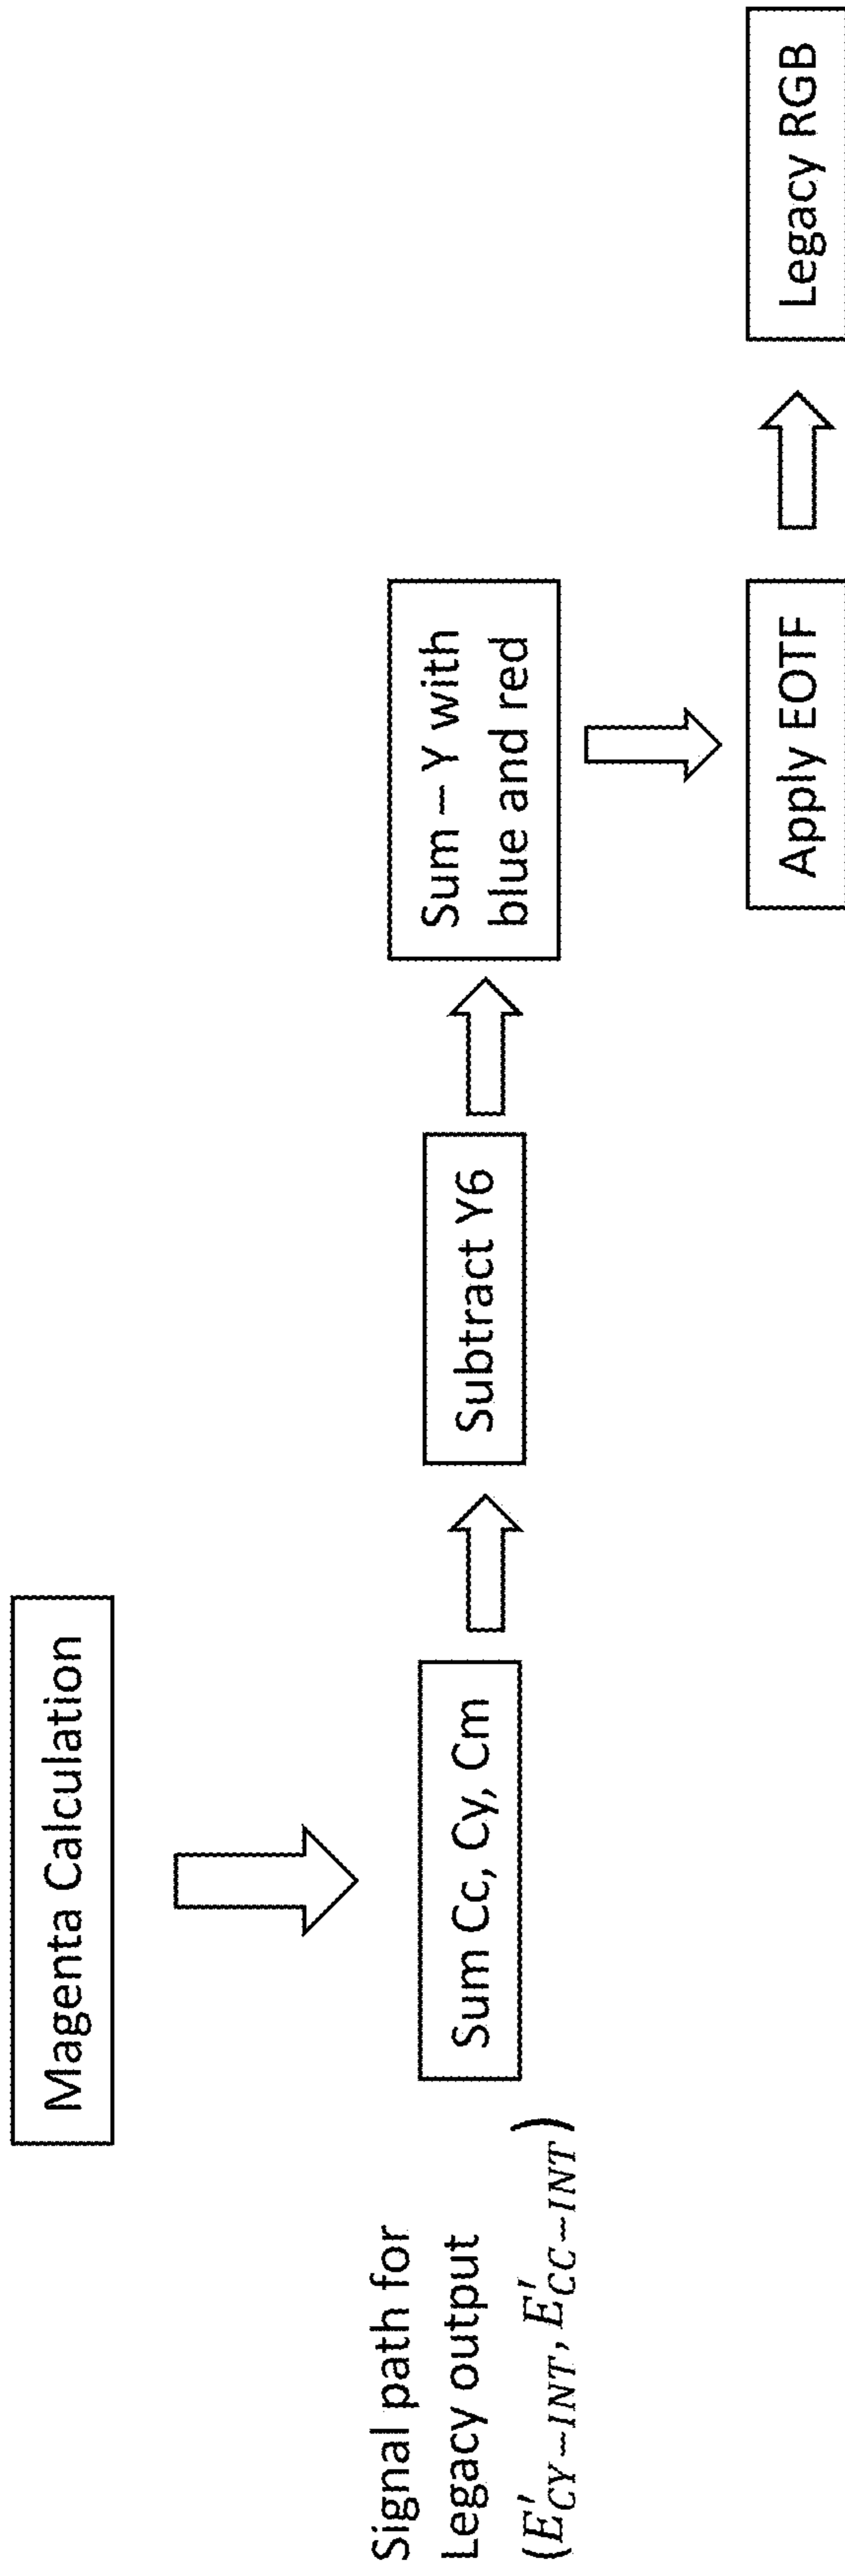 Magenta Calculation
Signal path for
Legacy output
(E'CY−INT, E'CC−INT)
Sum Cc, Cy, Cm
Subtract Y6
Sum – Y with
blue and red
Apply EOTF
Legacy RGB